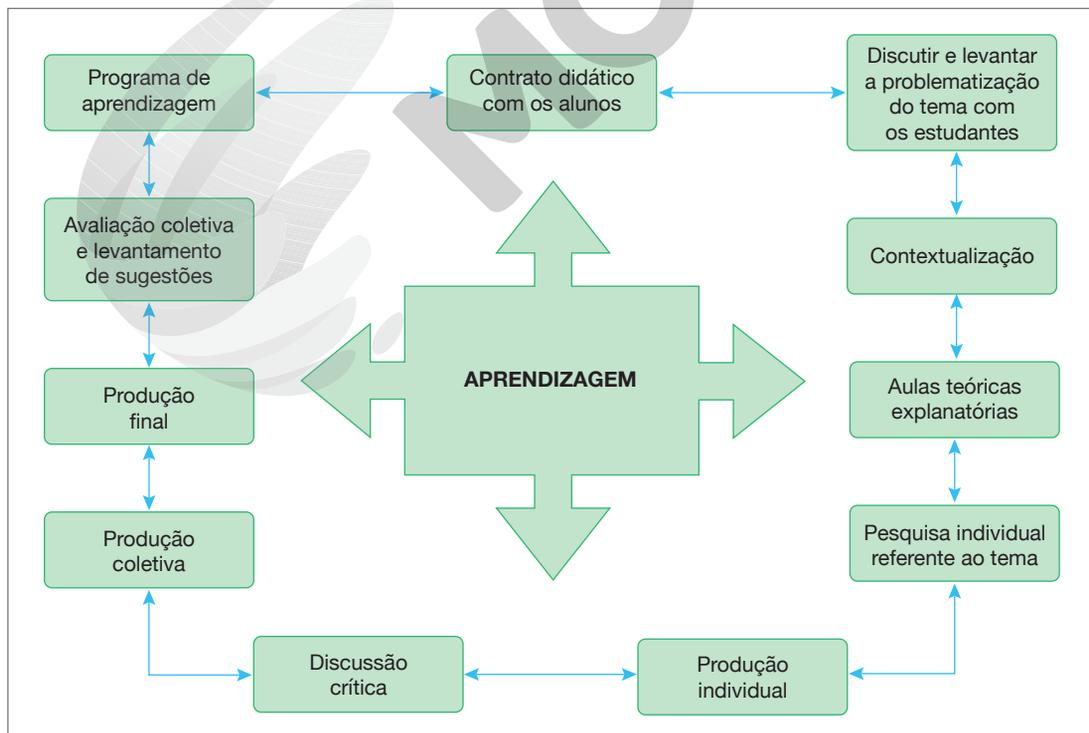 Programa de
aprendizagem
Contrato didático
com os alunos
Discutir e levantar
a problematização
do tema com
os estudantes
Avaliação coletiva
e levantamento
de sugestões
Contextualização
APRENDIZAGEM
Produção
final
Aulas teóricas
explanatórias
Produção
coletiva
Pesquisa individual
referente ao tema
Discussão
crítica
Produção
individual
MO